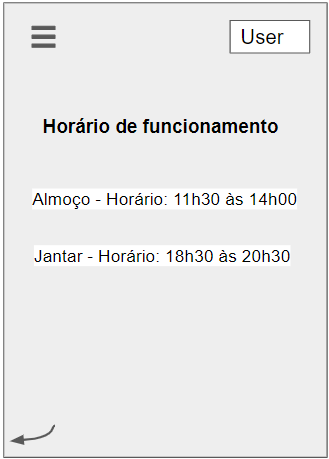 User
Horário de funcionamento
Almoço - Horário: 11h30 às 14h00
Jantar - Horário: 18h30 às 20h30